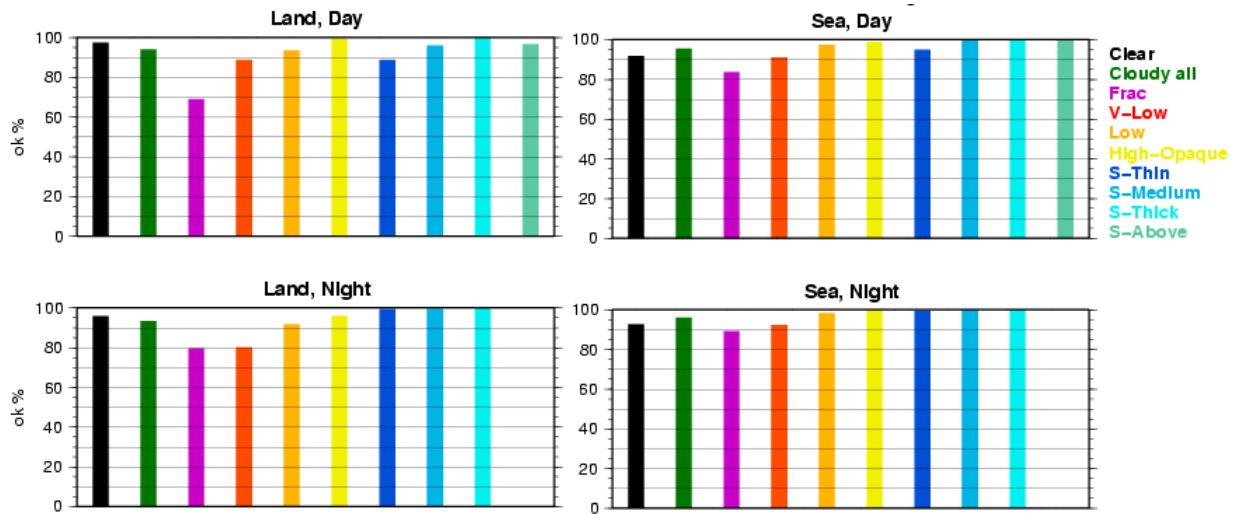 Land, Day
100
80
60
40
20
0
ok %
Sea, Day
100
80
60
40
20
0
Clear
Cloudy all
Frac
V-Low
Low
High-Opaque
S-Thin
S-Medium
S-Thick
S-Above
Land, Night
100
80
60
40
20
0
ok %
Sea, Night
100
80
60
40
20
0